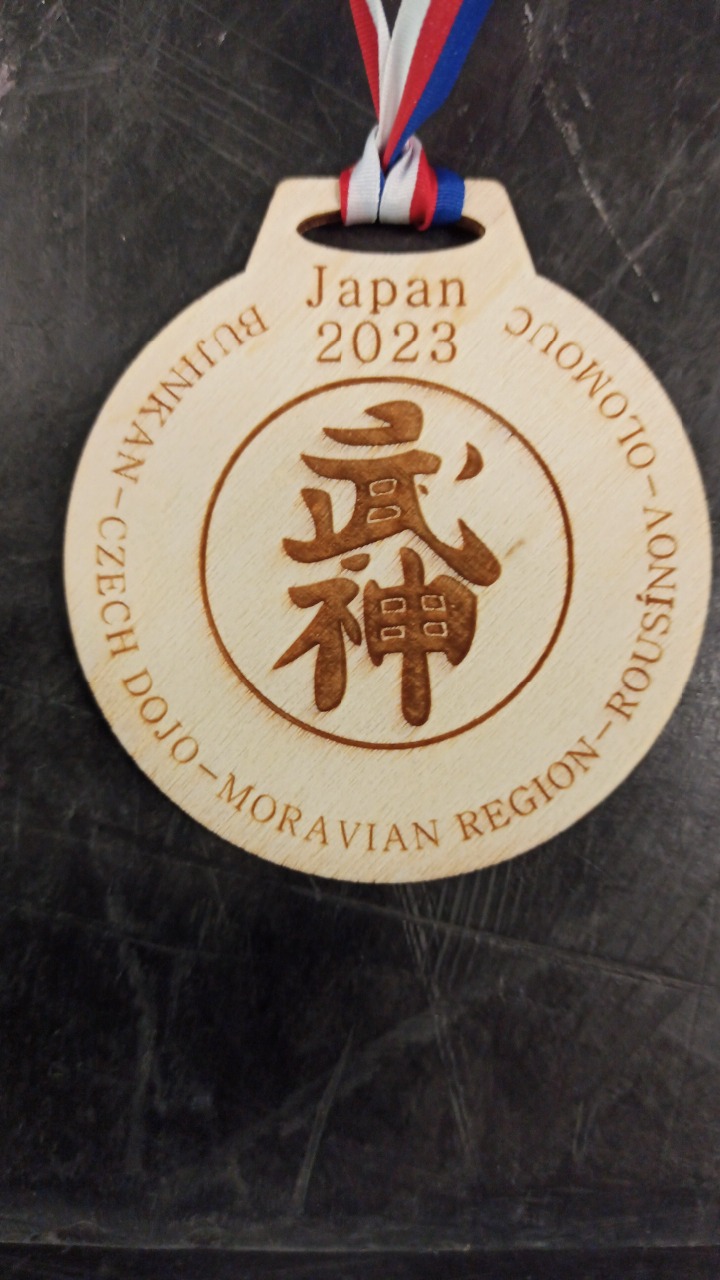 Japan
2023
武神
BUJINKAN-CZECH DOJO-MORAVIAN REGION-ROUSÍNOV-OLOMOUC